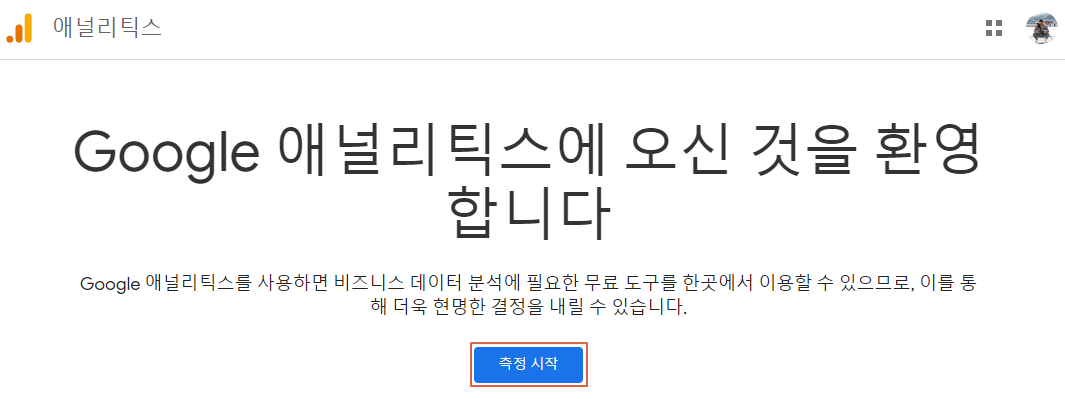 애널리틱스
Google 애널리틱스에 오신 것을 환영
합니다
Google 애널리틱스를 사용하면 비즈니스 데이터 분석에 필요한 무료 도구를 한곳에서 이용할 수 있으므로, 이를 통
해 더욱 현명한 결정을 내릴 수 있습니다.
측정 시작